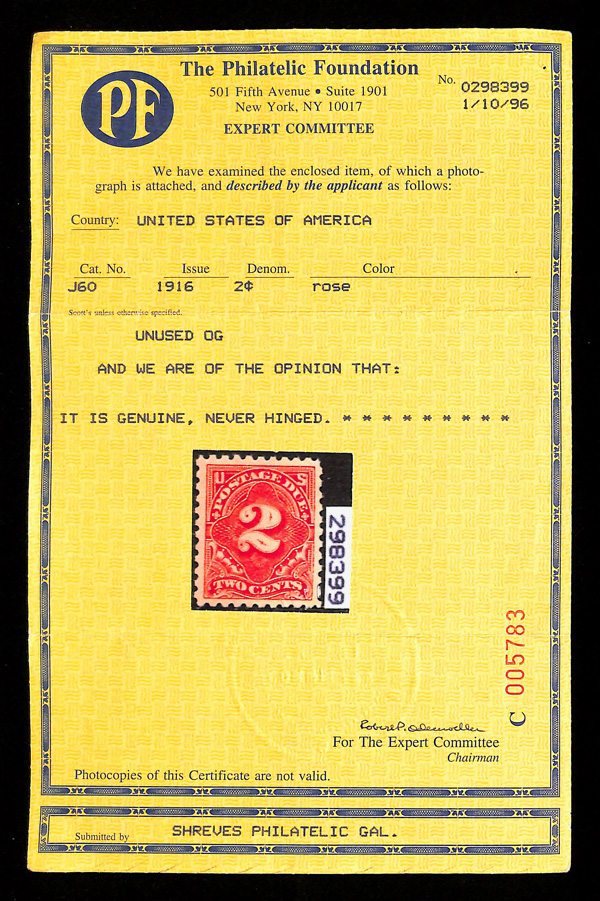 PF
The Philatelic Foundation
501 Fifth Avenue • Suite 1901
New York, NY 10017
EXPERT COMMITTEE
No. 0298399
1/10/96
We have examined the enclosed item, of which a photo-
graph is attached, and described by the applicant as follows:
Country: UNITED STATES OF AMERICA
Cat. No. Issue Denom. Color
J60 1916 2¢ rose
Scott's unless otherwise specified.
UNUSED OG
AND WE ARE OF THE OPINION THAT:
IT IS GENUINE, NEVER HINGED. * * * * * * * * *
U S
POSTAGE DUE
2
TWO CENTS
298399
C 005783
For The Expert Committee
Chairman
Photocopies of this Certificate are not valid.
Submitted by SHREVES PHILATELIC GAL.